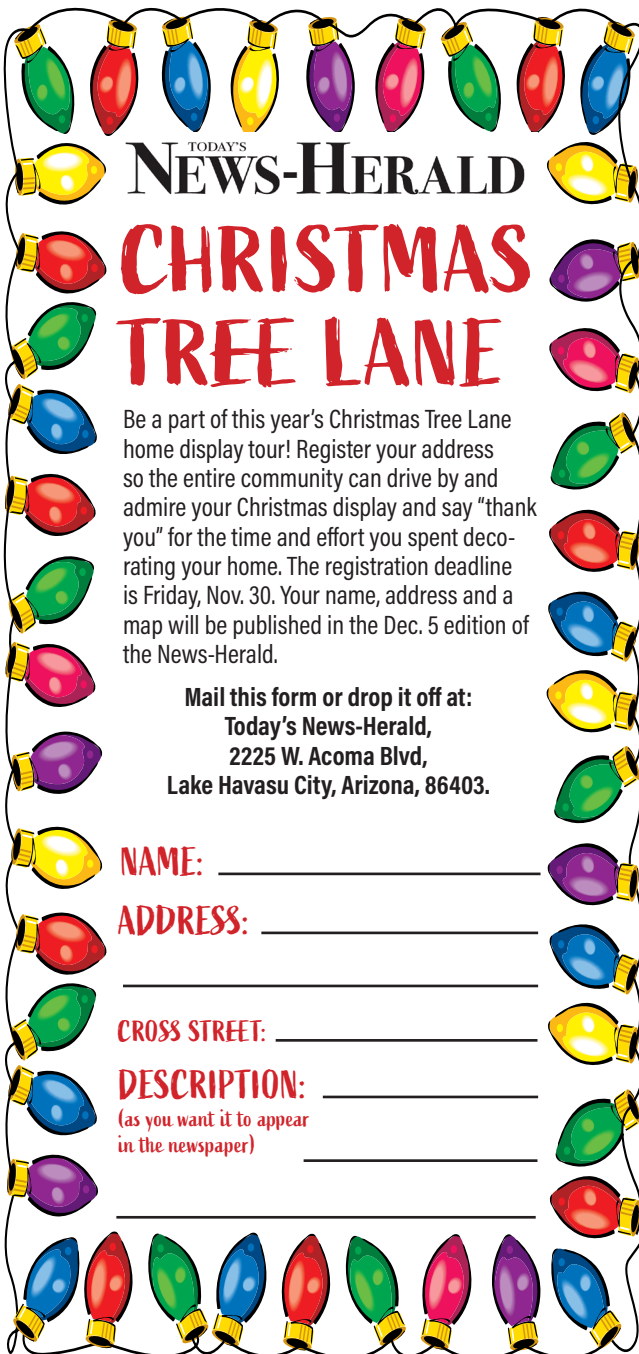 TODAY'S
NEWS-HERALD
CHRISTMAS
TREE LANE
Be a part of this year's Christmas Tree Lane
home display tour! Register your address
so the entire community can drive by and
admire your Christmas display and say "thank
you" for the time and effort you spent deco-
rating your home. The registration deadline
is Friday, Nov. 30. Your name, address and a
map will be published in the Dec. 5 edition of
the News-Herald.
Mail this form or drop it off at:
Today's News-Herald,
2225 W. Acoma Blvd,
Lake Havasu City, Arizona, 86403.
NAME:
ADDRESS:
CROSS STREET:
DESCRIPTION:
(as you want it to appear
in the newspaper)